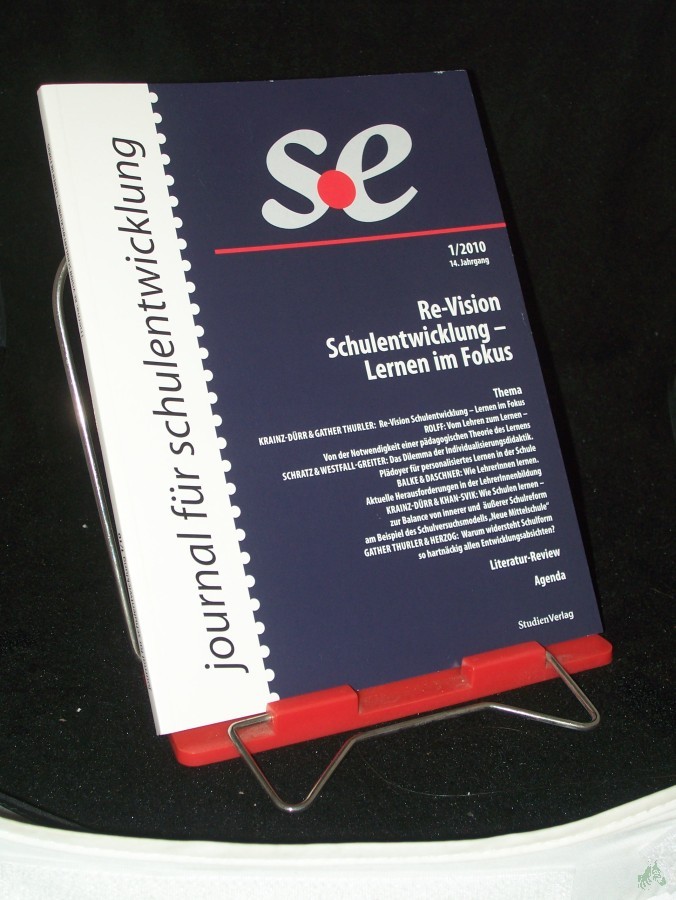 journal für schulentwicklung
se
1/2010
14. Jahrgang
Re-Vision
Schulentwicklung –
Lernen im Fokus
Thema
KRAINZ-DÜRR & GATHER THURLER: Re-Vision Schulentwicklung – Lernen im Fokus
ROLFF: Vom Lehren zum Lernen –
Von der Notwendigkeit einer pädagogischen Theorie des Lernens
SCHRATZ & WESTFALL-GREITER: Das Dilemma der Individualisierungsdidaktik.
Plädoyer für personalisiertes Lernen in der Schule
BALKE & DASCHNER: Wie LehrerInnen lernen.
Aktuelle Herausforderungen in der LehrerInnenbildung
KRAINZ-DÜRR & KHAN-SVIK: Wie Schulen lernen –
zur Balance von innerer und äußerer Schulreform
am Beispiel des Schulversuchsmodells „Neue Mittelschule“
GATHER THURLER & HERZOG: Warum widersteht Schulform
so hartnäckig allen Entwicklungsabsichten?
Literatur-Review
Agenda
StudienVerlag